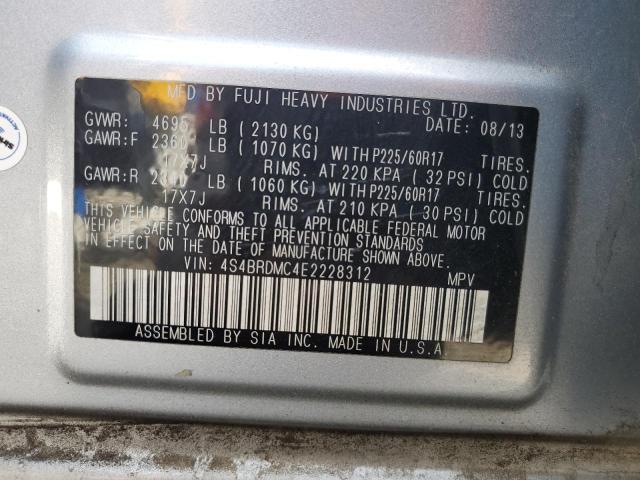 MFD BY FUJI HEAVY INDUSTRIES LTD.
GVWR: 4695 LB ( 2130 KG) DATE: 08/13
GAWR:F 2360 LB ( 1070 KG) WITH P225/60R17 TIRES.
17X7J RIMS. AT 220 KPA ( 32 PSI) COLD
GAWR:R LB ( 1060 KG) WITH P225/60R17 TIRES.
17X7J RIMS. AT 210 KPA ( 30 PSI) COLD
THIS VEHICLE CONFORMS TO ALL APPLICABLE FEDERAL MOTOR
VEHICLE SAFETY AND THEFT PREVENTION STANDARDS
IN EFFECT ON THE DATE OF MANUFACTURE SHOWN ABOVE.
VIN: 4S4BRDMC4E2228312 MPV
ASSEMBLED BY SIA INC. MADE IN U.S.A